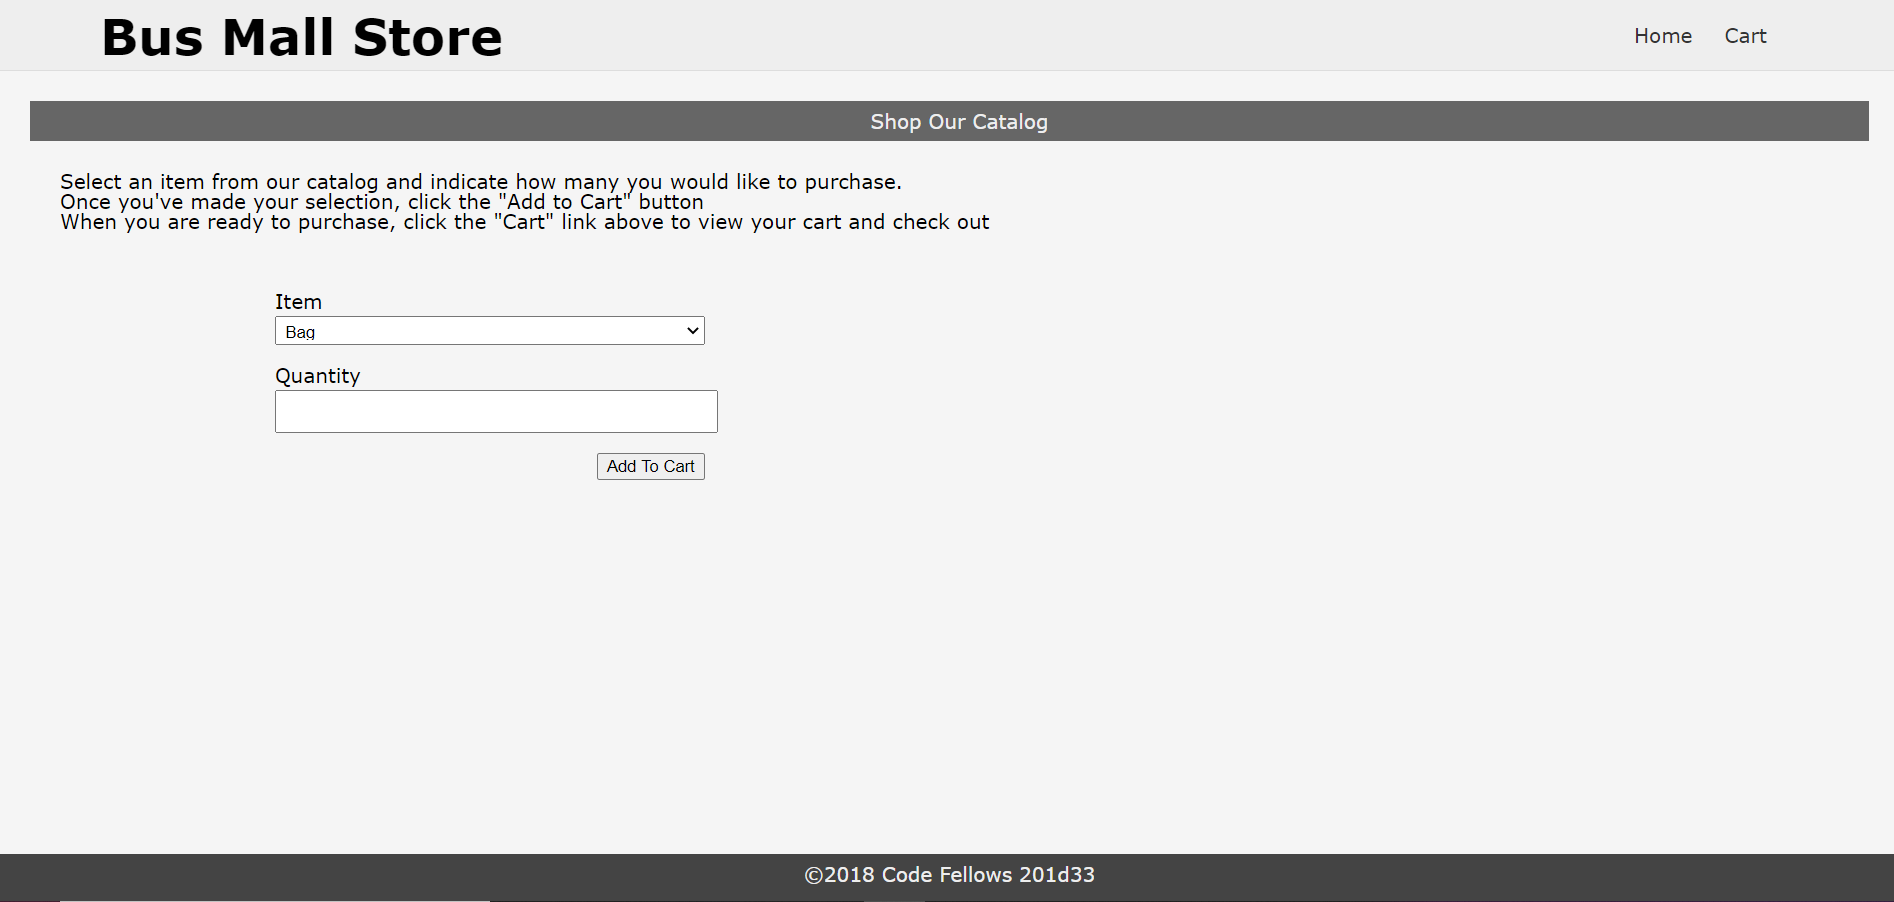 Bus Mall Store
Home Cart
Shop Our Catalog
Select an item from our catalog and indicate how many you would like to purchase.
Once you've made your selection, click the "Add to Cart" button
When you are ready to purchase, click the "Cart" link above to view your cart and check out
Item
Bag
Quantity
Add To Cart
©2018 Code Fellows 201d33